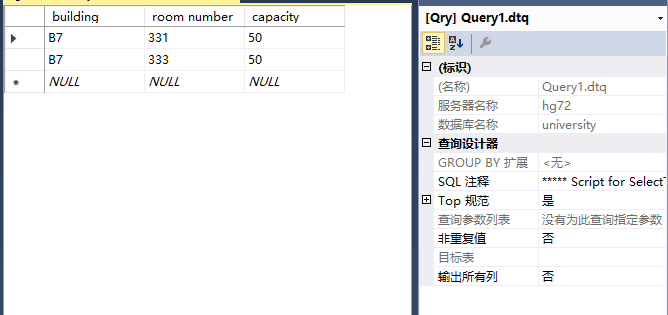 building room number capacity
B7 331 50
B7 333 50
NULL NULL NULL
[Qry] Query1.dtq
(标识)
(名称) Query1.dtq
服务器名称 hg72
数据库名称 university
查询设计器
GROUP BY 扩展 <无>
SQL 注释 ***** Script for SelectT
Top 规范 是
查询参数列表 没有为此查询指定参数
非重复值 否
目标表
输出所有列 否